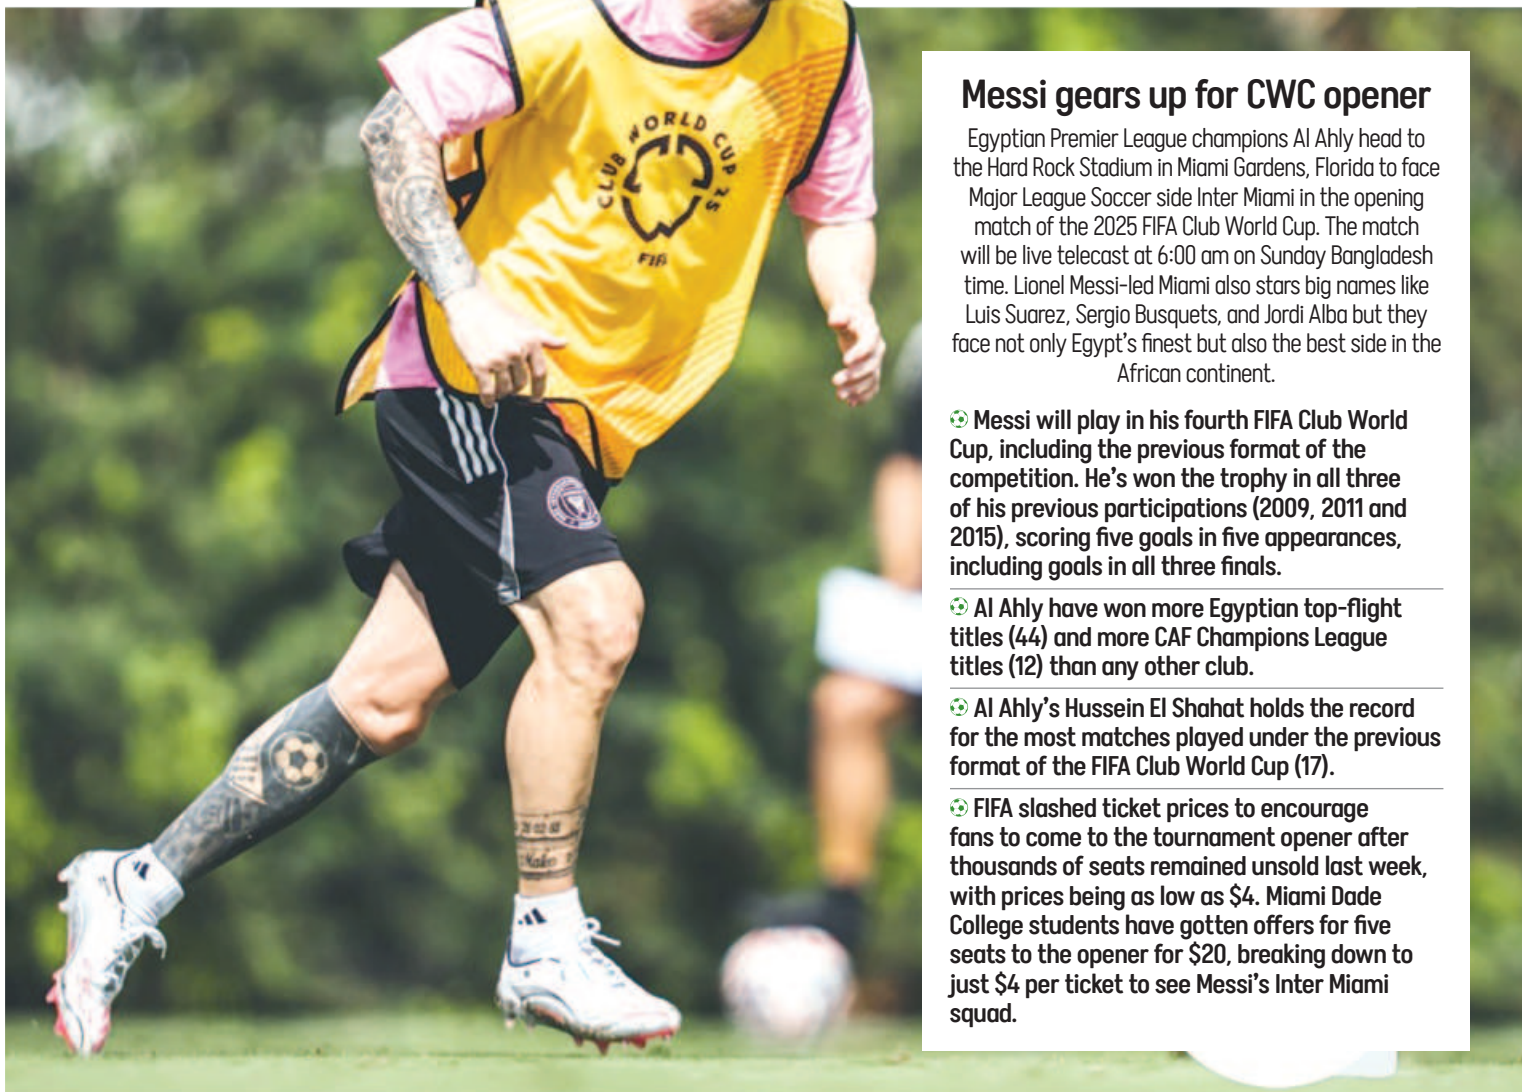 CLUB WORLD CUP 25
FIFA
Messi gears up for CWC opener
Egyptian Premier League champions Al Ahly head to
the Hard Rock Stadium in Miami Gardens, Florida to face
Major League Soccer side Inter Miami in the opening
match of the 2025 FIFA Club World Cup. The match
will be live telecast at 6:00 am on Sunday Bangladesh
time. Lionel Messi-led Miami also stars big names like
Luis Suarez, Sergio Busquets, and Jordi Alba but they
face not only Egypt's finest but also the best side in the
African continent.
Messi will play in his fourth FIFA Club World
Cup, including the previous format of the
competition. He's won the trophy in all three
of his previous participations (2009, 2011 and
2015), scoring five goals in five appearances,
including goals in all three finals.
Al Ahly have won more Egyptian top-flight
titles (44) and more CAF Champions League
titles (12) than any other club.
Al Ahly's Hussein El Shahat holds the record
for the most matches played under the previous
format of the FIFA Club World Cup (17).
FIFA slashed ticket prices to encourage
fans to come to the tournament opener after
thousands of seats remained unsold last week,
with prices being as low as $4. Miami Dade
College students have gotten offers for five
seats to the opener for $20, breaking down to
just $4 per ticket to see Messi's Inter Miami
squad.